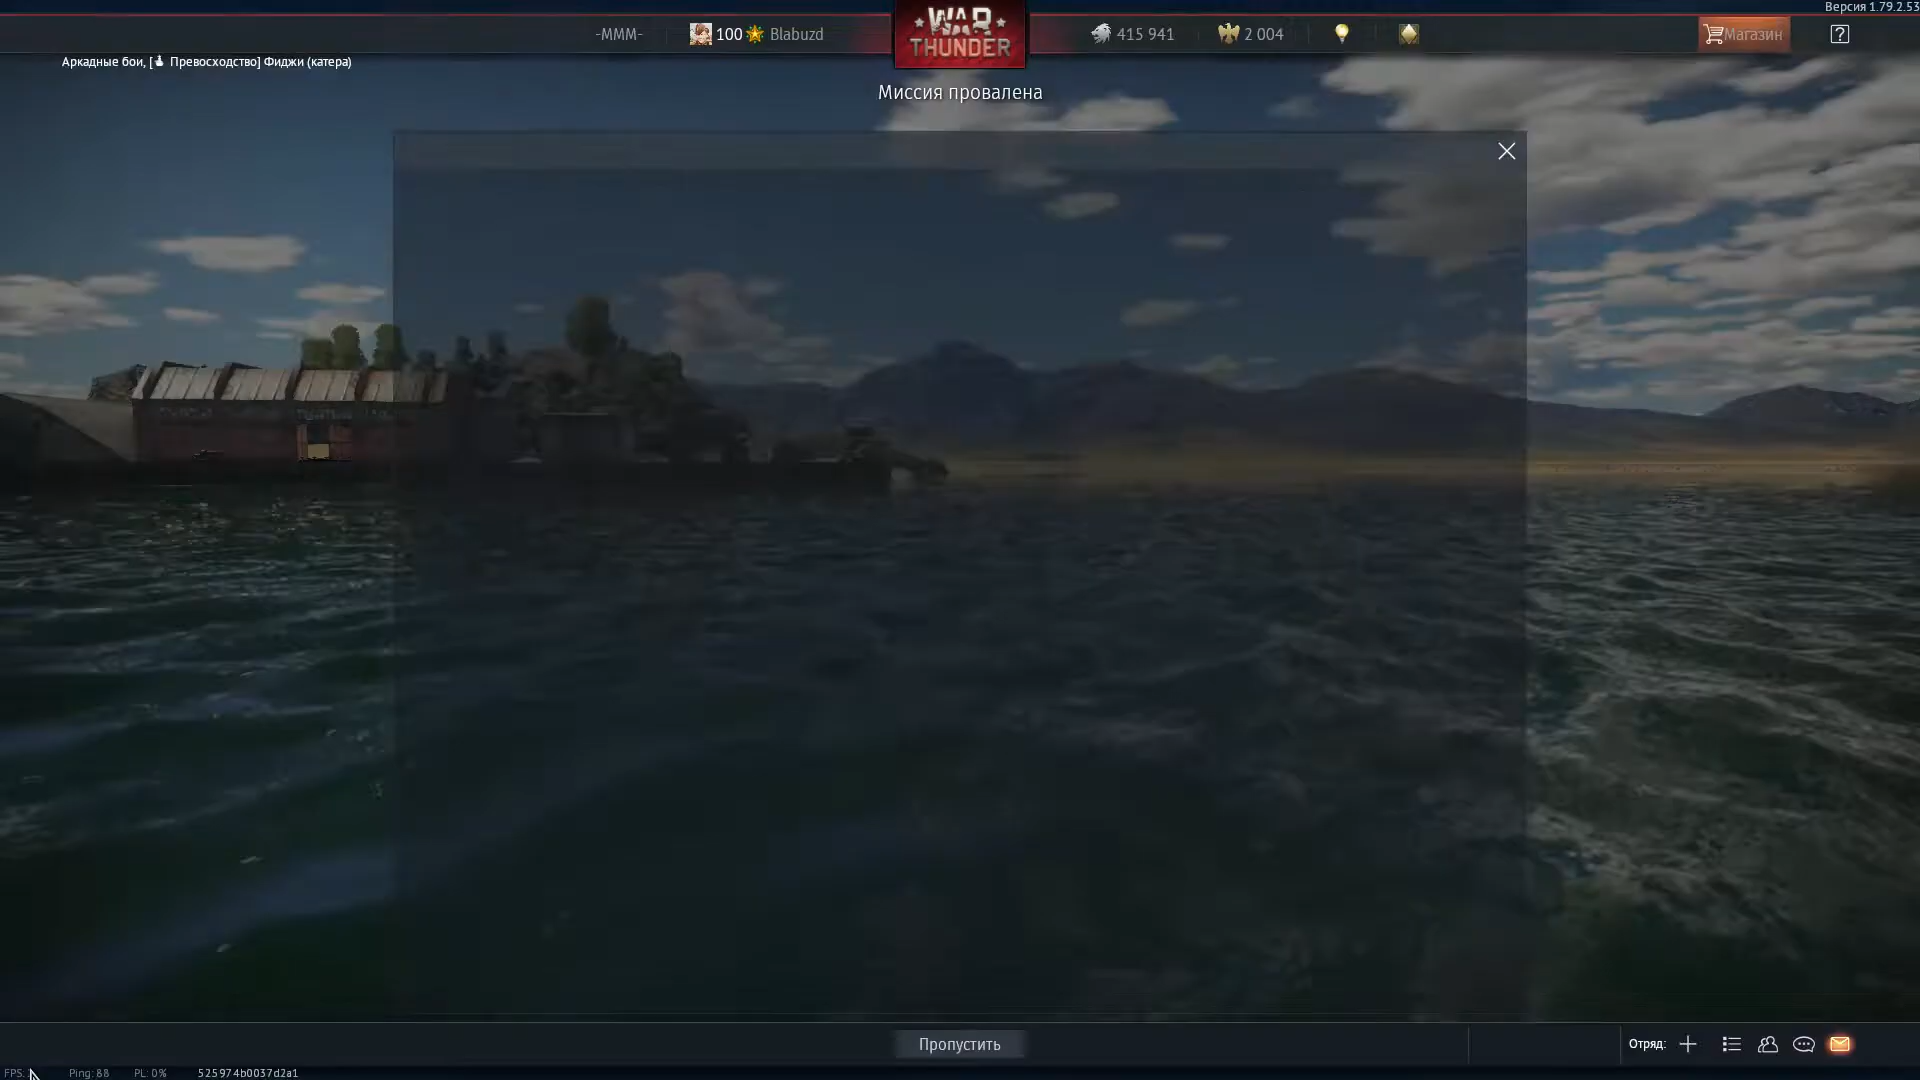 Версия 1.79.2.53
-MMM-
100 Blabuzd
WAR THUNDER
415 941
2 004
Магазин
?
Аркадные бои, [ Превосходство] Фиджи (катера)
Миссия провалена
Пропустить
Отряд:
FPS:
Ping: 88
PL: 0%
525974b0037d2a1